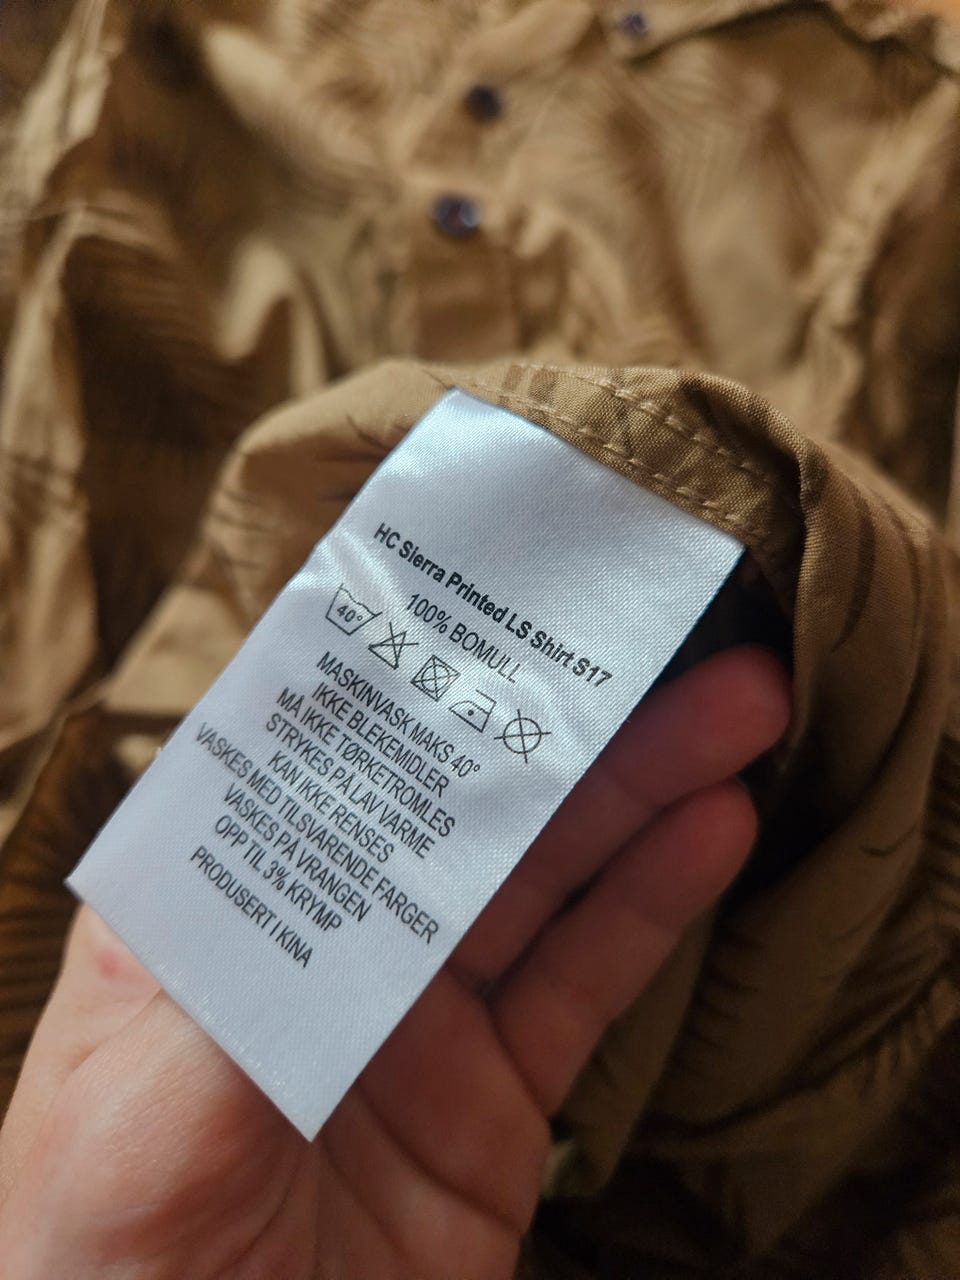 HC Sierra Printed LS Shirt S17
100% BOMULL
40°
MASKINVASK MAKS 40°
IKKE BLEKEMIDLER
MÅ IKKE TØRKETROMLES
STRYKES PÅ LAV VARME
KAN IKKE RENSES
VASKES MED TILSVARENDE FARGER
VASKES PÅ VRANGEN
OPP TIL 3% KRYMP
PRODUSERT I KINA